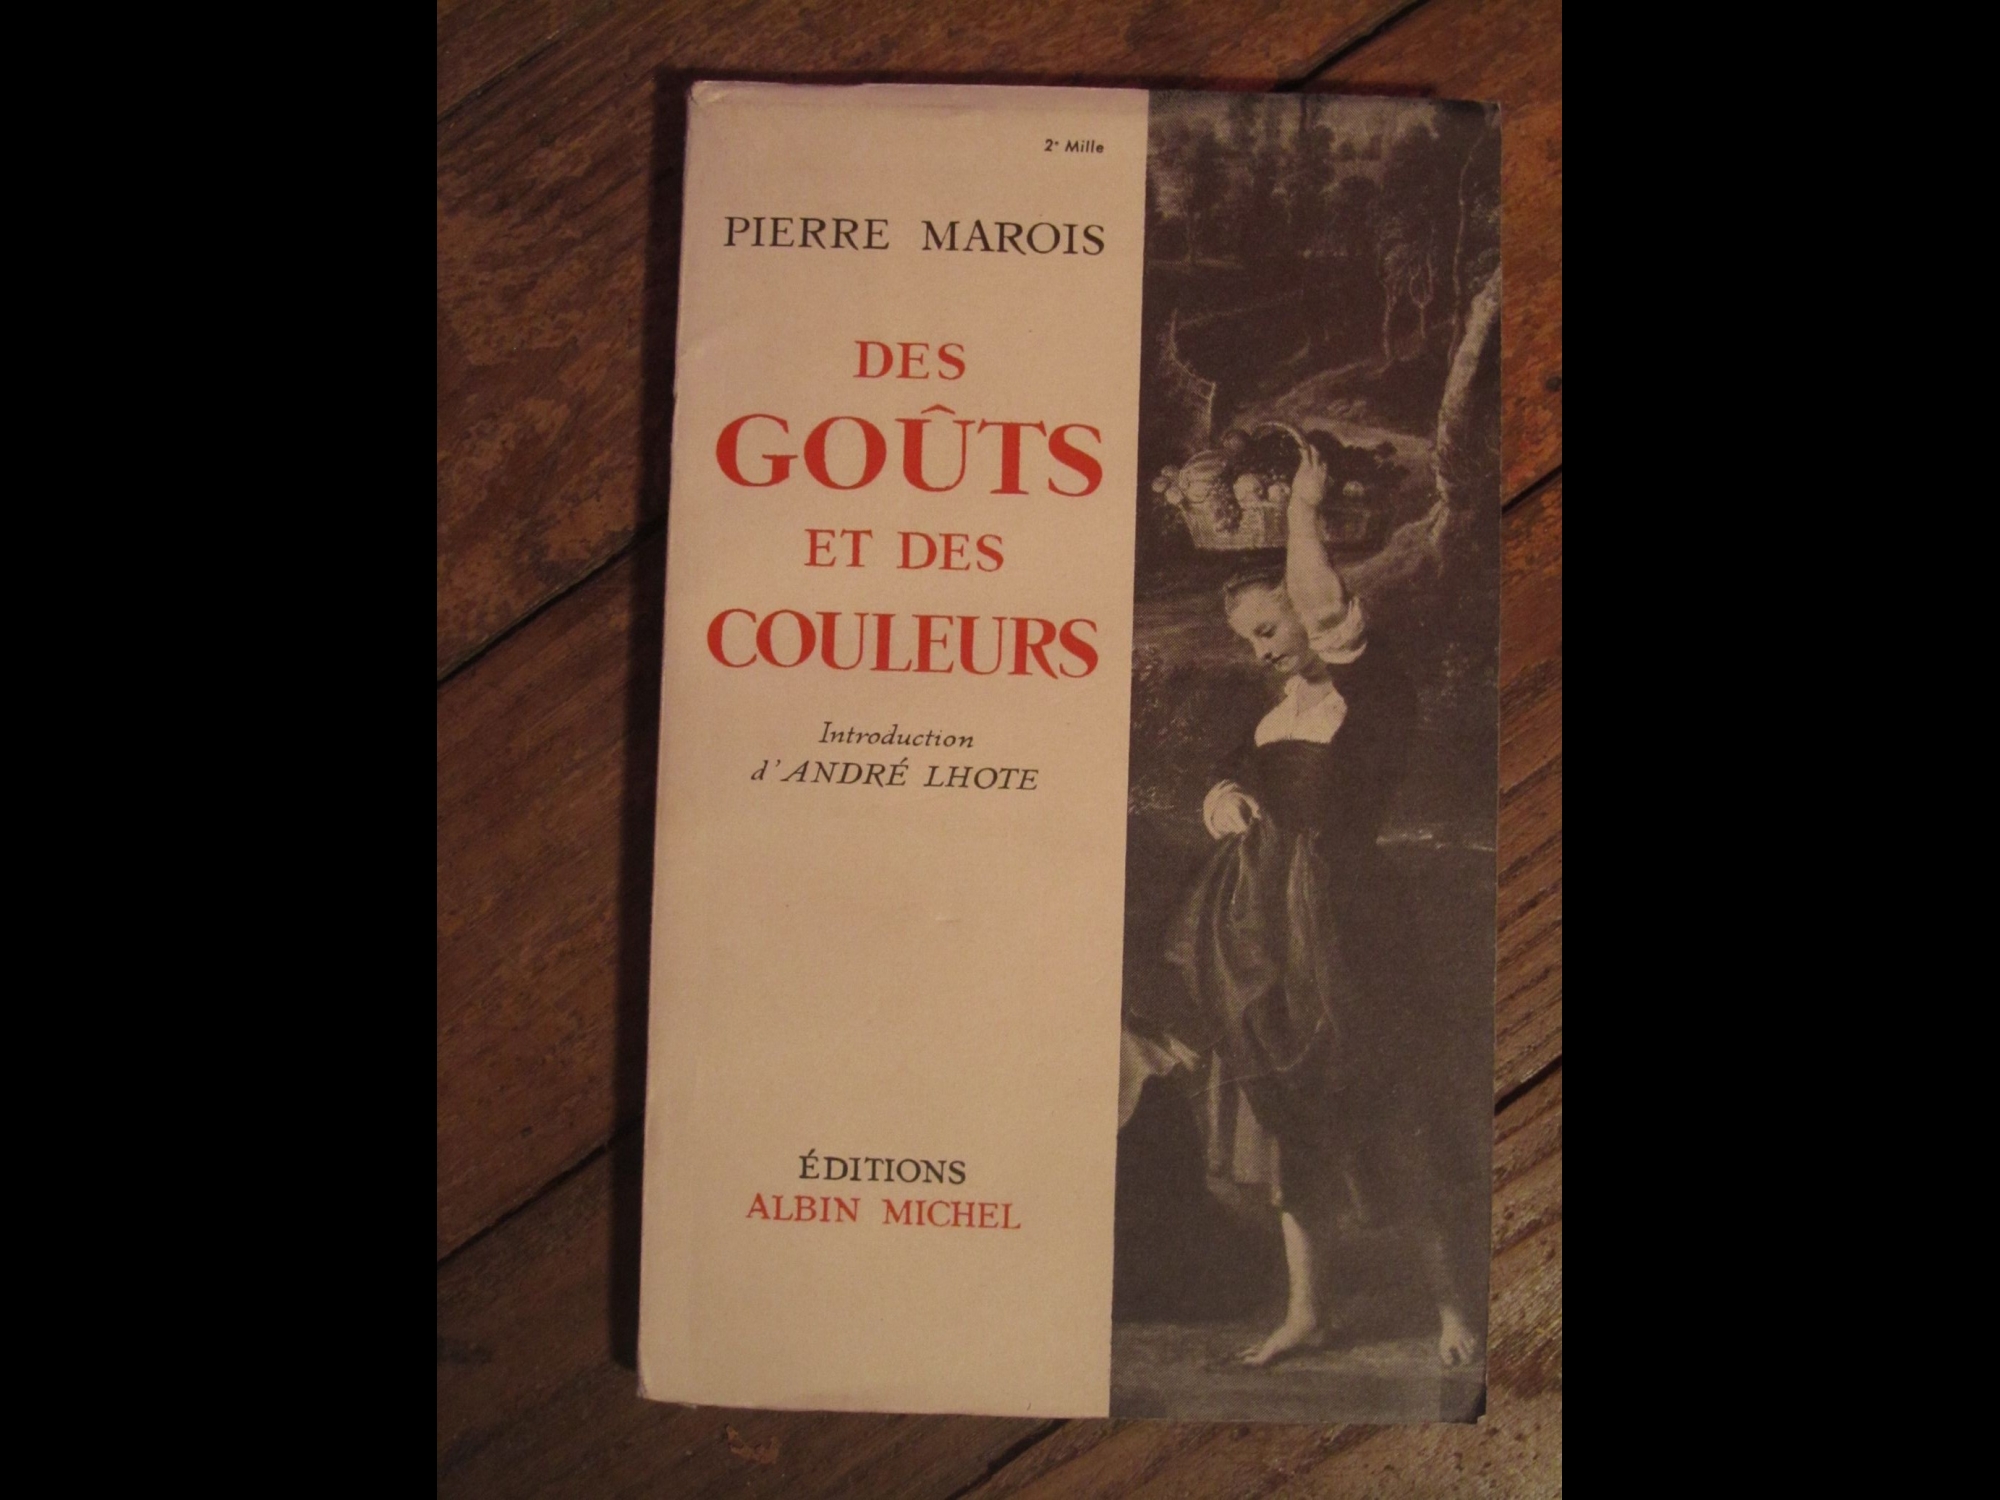 2e Mille
PIERRE MAROIS
DES
GOÛTS
ET DES
COULEURS
Introduction
d'ANDRÉ LHOTE
ÉDITIONS
ALBIN MICHEL